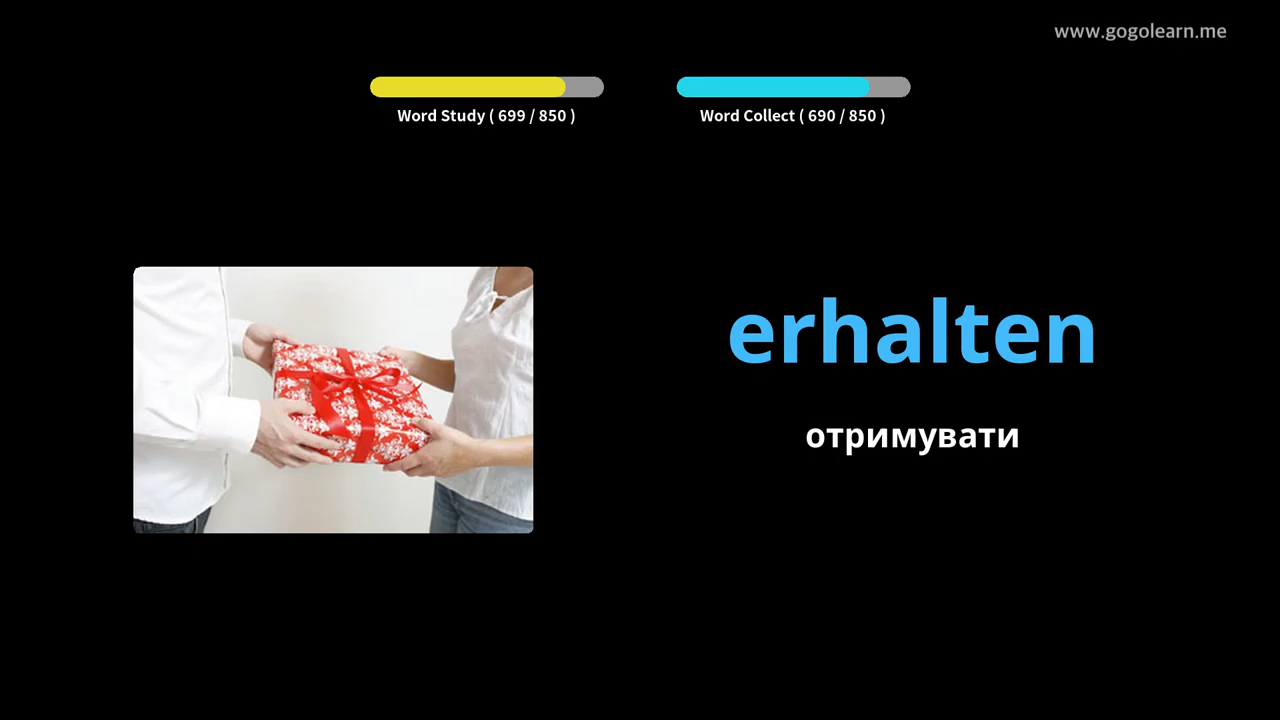 www.gogolearn.me
Word Study ( 699 / 850 )
Word Collect ( 690 / 850 )
erhalten
отримувати